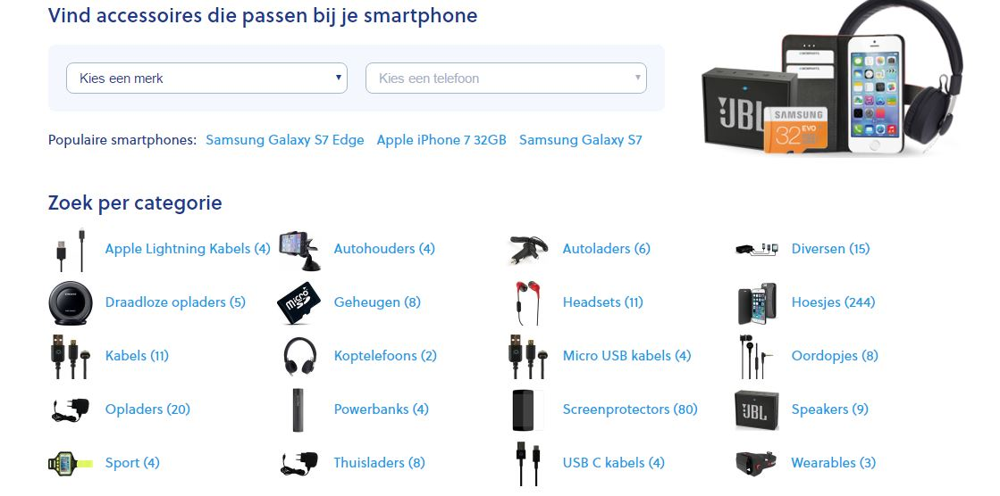 Vind accessoires die passen bij je smartphone
Kies een merk
Kies een telefoon
Populaire smartphones: Samsung Galaxy S7 Edge Apple iPhone 7 32GB Samsung Galaxy S7
JBL
SAMSUNG
32 EVO
Zoek per categorie
Apple Lightning Kabels (4) Autohouders (4) Autoladers (6) Diversen (15)
Draadloze opladers (5) Geheugen (8) Headsets (11) Hoesjes (244)
Kabels (11) Koptelefoons (2) Micro USB kabels (4) Oordopjes (8)
Opladers (20) Powerbanks (4) Screenprotectors (80) Speakers (9)
Sport (4) Thuisladers (8) USB C kabels (4) Wearables (3)
micro SD
JBL